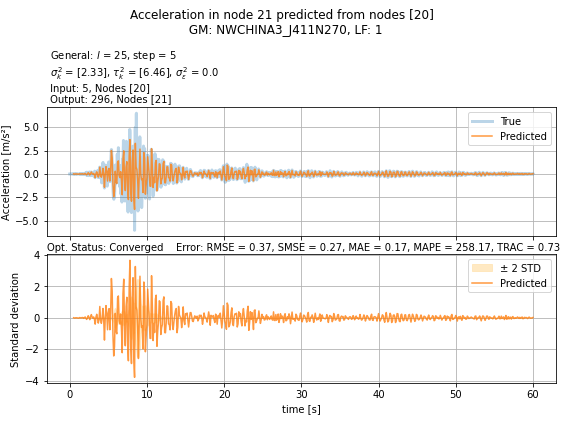 Acceleration in node 21 predicted from nodes [20]
GM: NWCHINA3_J411N270, LF: 1
General: l = 25, step = 5
σ²ₖ = [2.33], τ²ₖ = [6.46], σ²ε = 0.0
Input: 5, Nodes [20]
Output: 296, Nodes [21]
Acceleration [m/s²]
5.0
2.5
0.0
−2.5
−5.0
True
Predicted
Opt. Status: Converged Error: RMSE = 0.37, SMSE = 0.27, MAE = 0.17, MAPE = 258.17, TRAC = 0.73
Standard deviation
4
2
0
−2
−4
± 2 STD
Predicted
0 10 20 30 40 50 60
time [s]